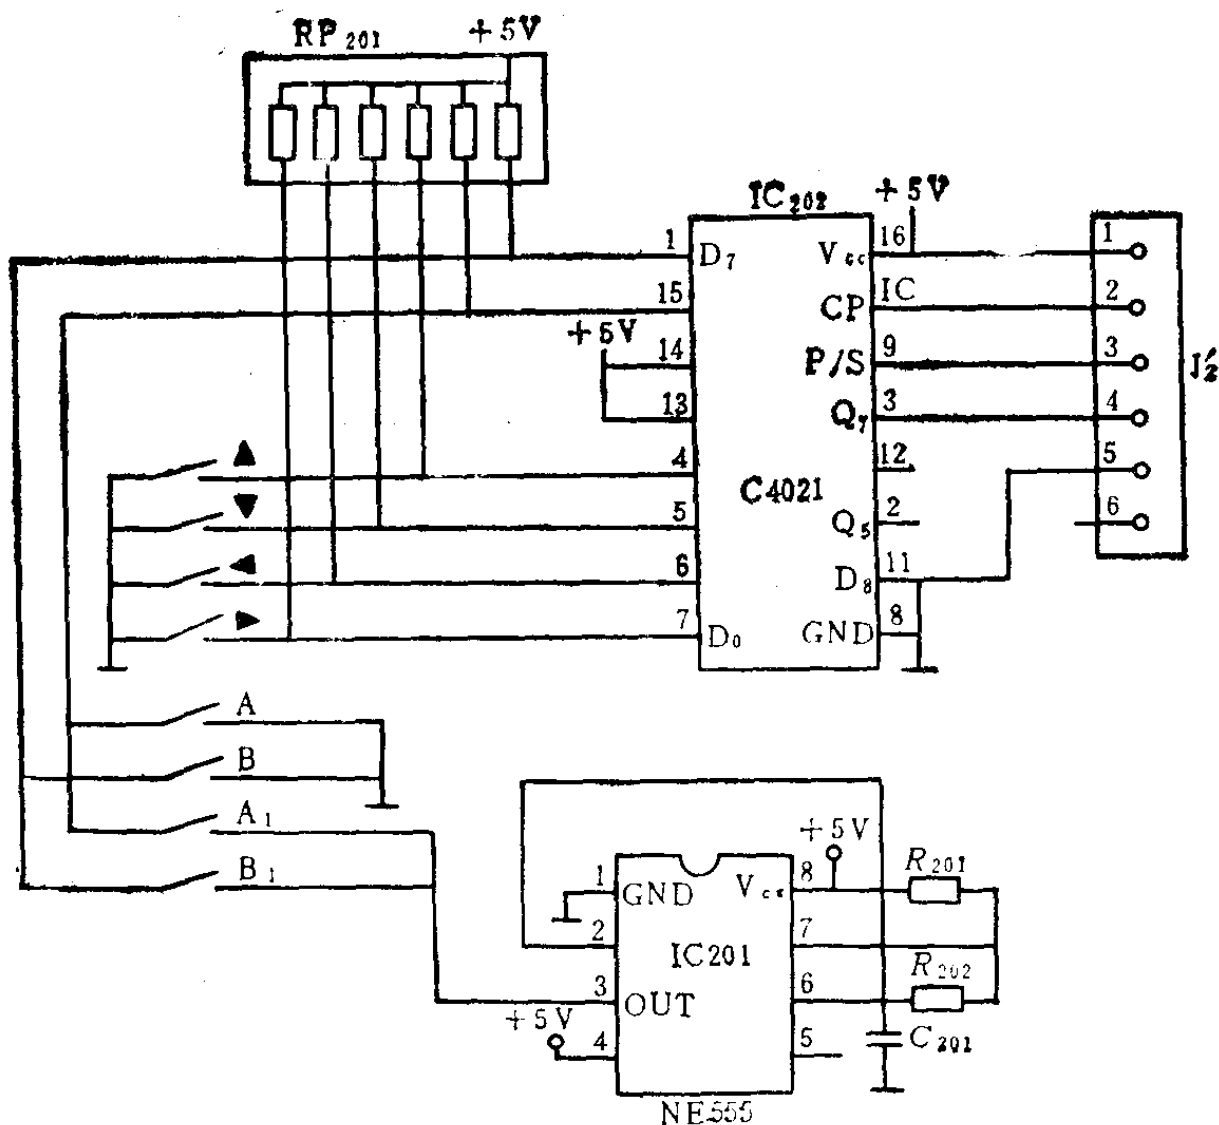 RP201 +5V
IC202 +5V
1 D7 Vcc 16 1
15 CP IC 2
+5V
14 P/S 9 3 J'2
13 Q7 3 4
4 12 5
C4021
5 Q5 2 6
6 D8 11
7 D0 GND 8
A
B
A1
B1
+5V
1 GND Vcc 8 R201
2 7
IC201
R202
3 OUT 6
+5V
4 5 C201
NE555